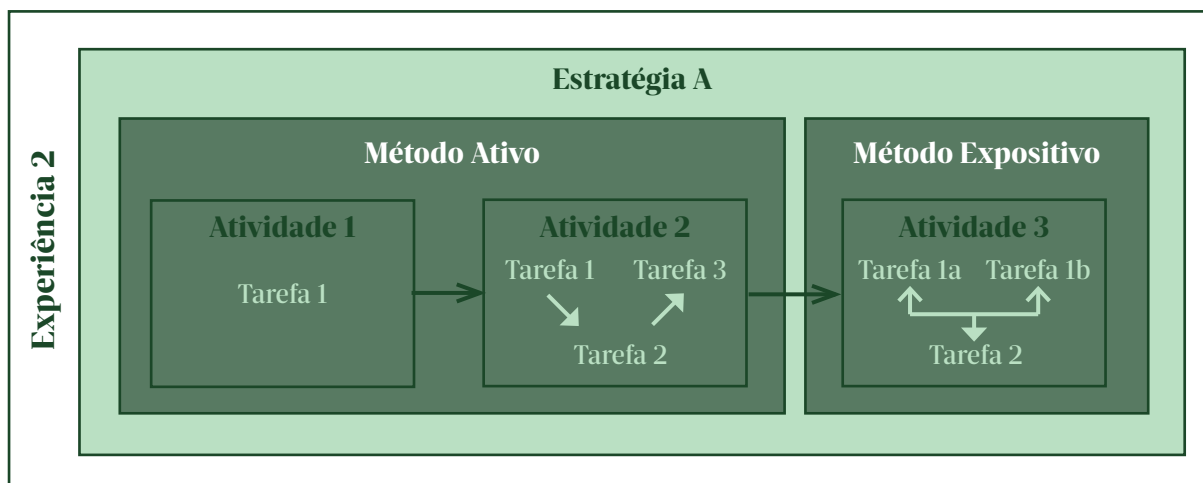 Experiência 2
Estratégia A
Método Ativo
Atividade 1
Tarefa 1
Atividade 2
Tarefa 1
Tarefa 3
Tarefa 2
Método Expositivo
Atividade 3
Tarefa 1a
Tarefa 1b
Tarefa 2